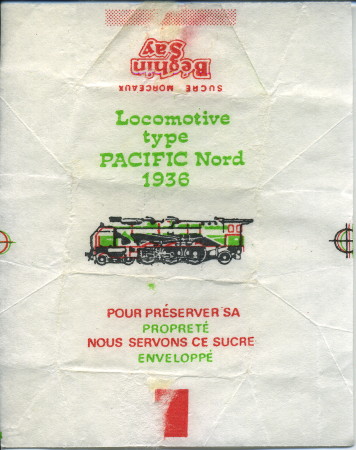 Béghin
Say
SUCRE MORCEAUX
Locomotive
type
PACIFIC Nord
1936
POUR PRÉSERVER SA
PROPRETÉ
NOUS SERVONS CE SUCRE
ENVELOPPÉ